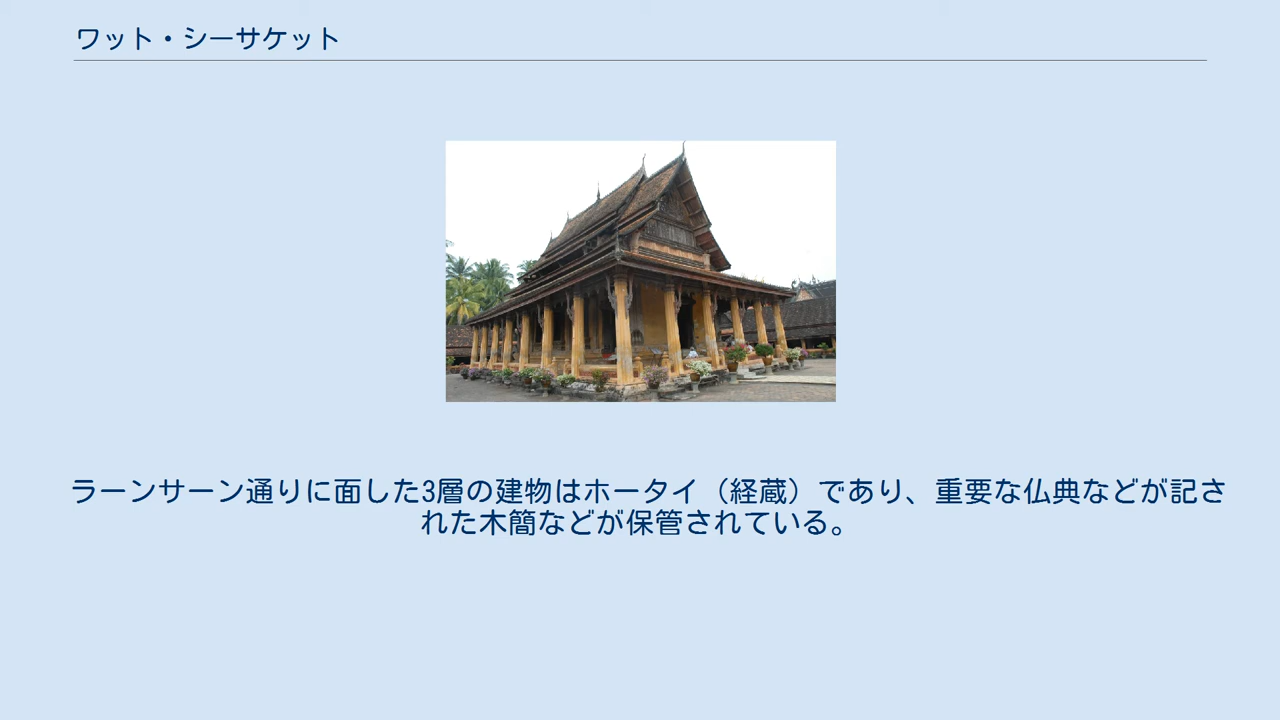 ワット・シーサケット
ラーンサーン通りに面した3層の建物はホータイ（経蔵）であり、重要な仏典などが記さ
れた木簡などが保管されている。